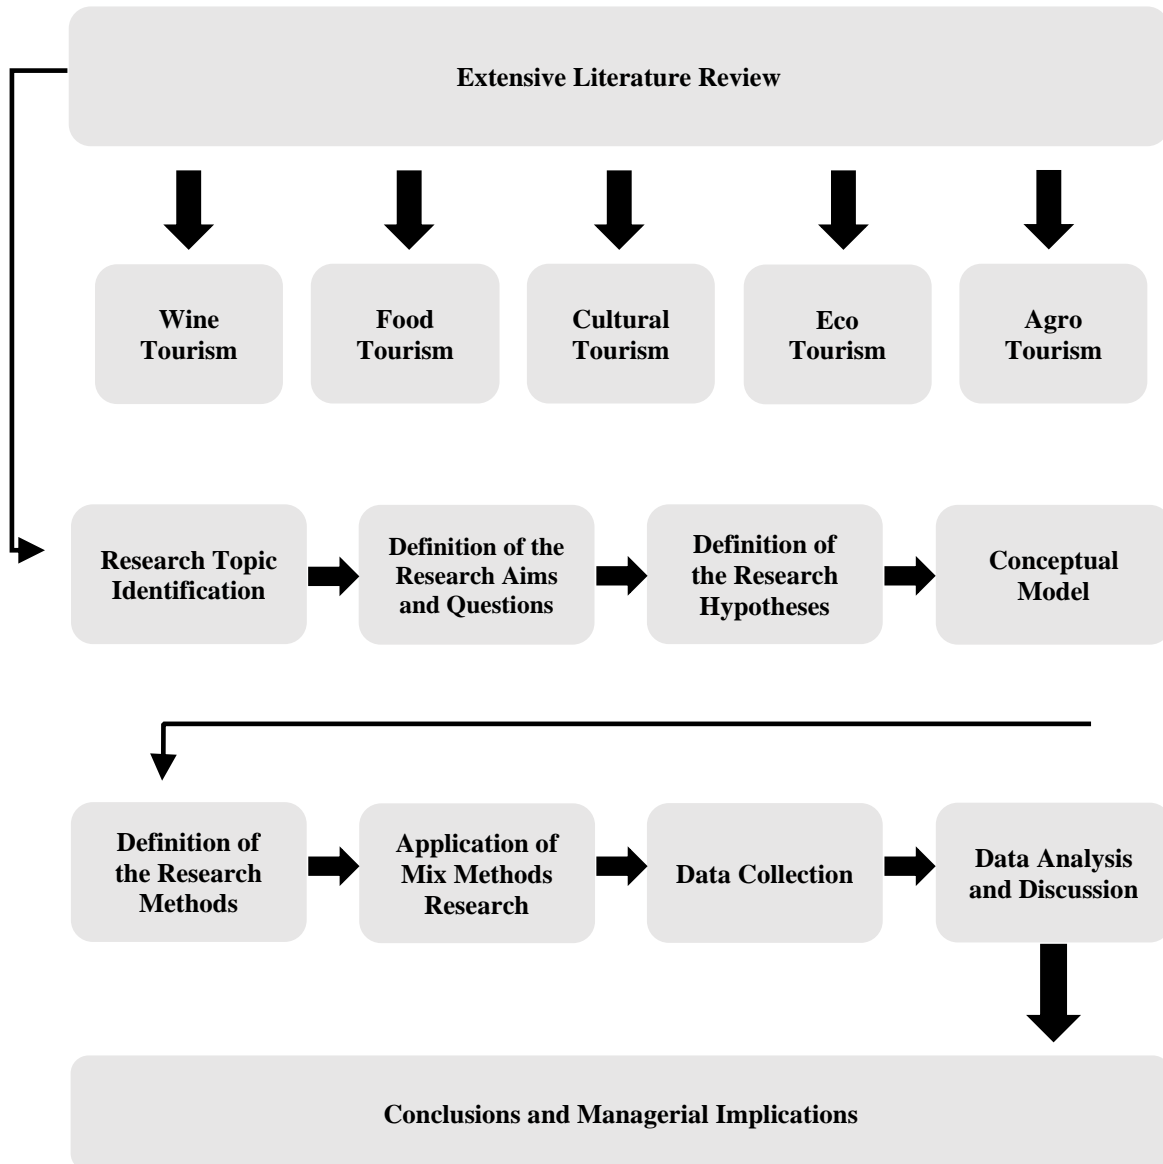 Extensive Literature Review
Wine
Tourism
Food
Tourism
Cultural
Tourism
Eco
Tourism
Agro
Tourism
Research Topic
Identification
Definition of the
Research Aims
and Questions
Definition of
the Research
Hypotheses
Conceptual
Model
Definition of
the Research
Methods
Application of
Mix Methods
Research
Data Collection
Data Analysis
and Discussion
Conclusions and Managerial Implications